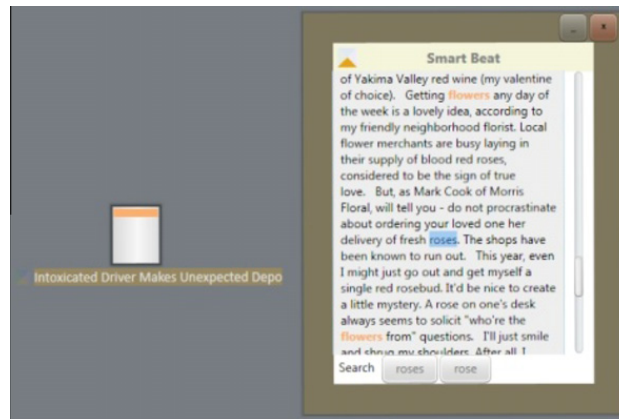 Intoxicated Driver Makes Unexpected Depo
Smart Beat
of Yakima Valley red wine (my valentine
of choice). Getting flowers any day of
the week is a lovely idea, according to
my friendly neighborhood florist. Local
flower merchants are busy laying in
their supply of blood red roses,
considered to be the sign of true
love. But, as Mark Cook of Morris
Floral, will tell you - do not procrastinate
about ordering your loved one her
delivery of fresh roses. The shops have
been known to run out. This year, even
I might just go out and get myself a
single red rosebud. It'd be nice to create
a little mystery. A rose on one's desk
always seems to solicit "who're the
flowers from" questions. I'll just smile
and shrug my shoulders. After all, I
Search roses rose